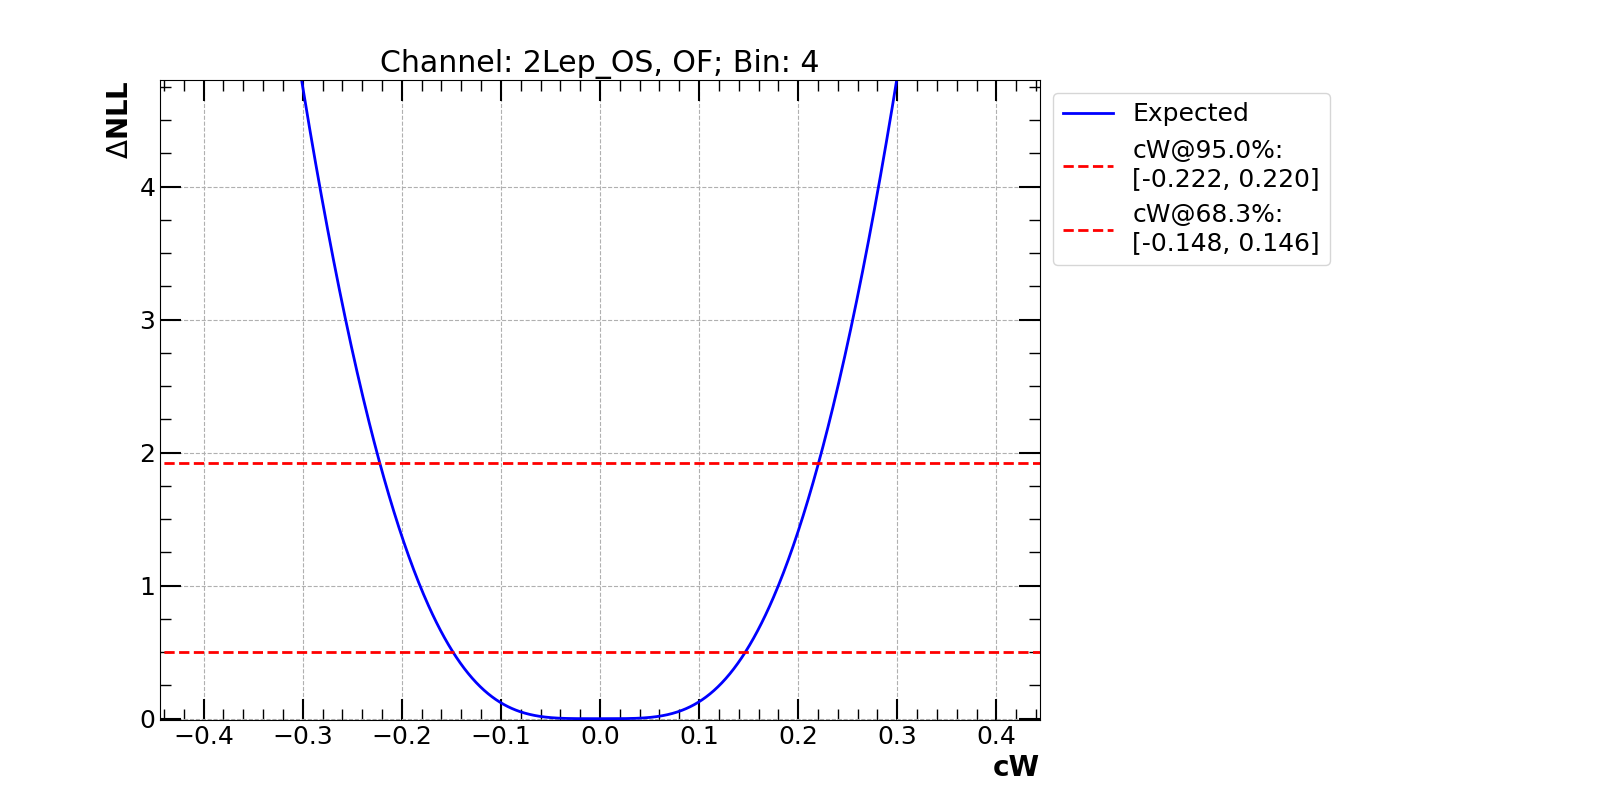 Channel: 2Lep_OS, OF; Bin: 4
ΔNLL
4
3
2
1
0
−0.4 −0.3 −0.2 −0.1 0.0 0.1 0.2 0.3 0.4
cW
Expected
cW@95.0%:
[-0.222, 0.220]
cW@68.3%:
[-0.148, 0.146]